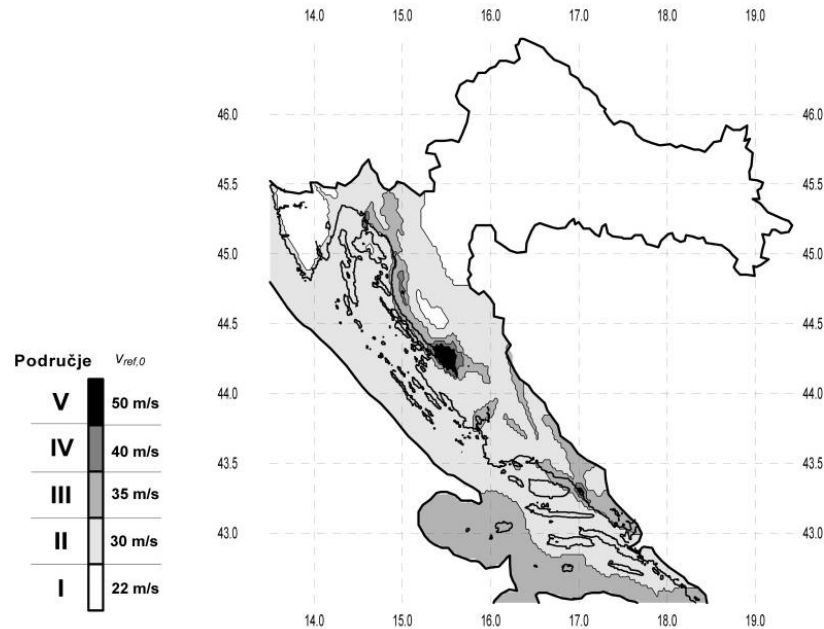 14.0 15.0 16.0 17.0 18.0 19.0
46.0 46.0
45.5 45.5
45.0 45.0
44.5 44.5
Područje Vref,0
44.0 44.0
V 50 m/s
IV 40 m/s
43.5 43.5
III 35 m/s
43.0 43.0
II 30 m/s
I 22 m/s
14.0 15.0 16.0 17.0 18.0 19.0